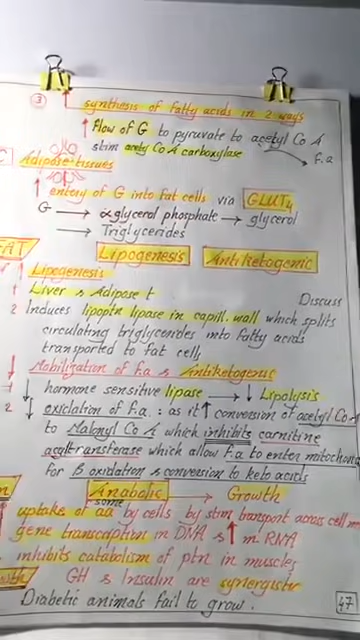 ③ ↑ synthesis of fatty acids in 2 ways
↑ flow of G to pyruvate to acetyl Co A
stim acety Co A carboxylase → f.a
Adipose tissues
↑ entery of G into fat cells via GLUT4
G → α glycerol phosphate → glycerol
→ Triglycerides
FAT Lipogenesis Antiketogenic
↑ Lipogenesis
Liver & Adipose t Discuss
2 Induces lipoptn lipase in capill. wall which splits
circulating triglycerides into fatty acids
transported to fat cells
↓ Mobilization of f.a & Antiketogenic
↓ hormone sensitive lipase → ↓ Lipolysis
2 ↓ oxidation of f.a. : as it ↑ conversion of acetyl Co A
to Malonyl Co A which inhibits carnitine
acyltransferase which allow f.a to enter mitochon
for B oxidation & conversion to keto acids
Anabolic → Growth
uptake of some aa by cells by stim transport across cell m
gene transcription in DNA & ↑ m RNA
inhibits catabolism of ptn in muscles
GH & Insulin are synergistic
Diabetic animals fail to grow.
47